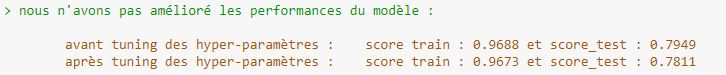 > nous n'avons pas amélioré les performances du modèle :
avant tuning des hyper-paramètres : score train : 0.9688 et score_test : 0.7949
après tuning des hyper-paramètres : score train : 0.9673 et score_test : 0.7811